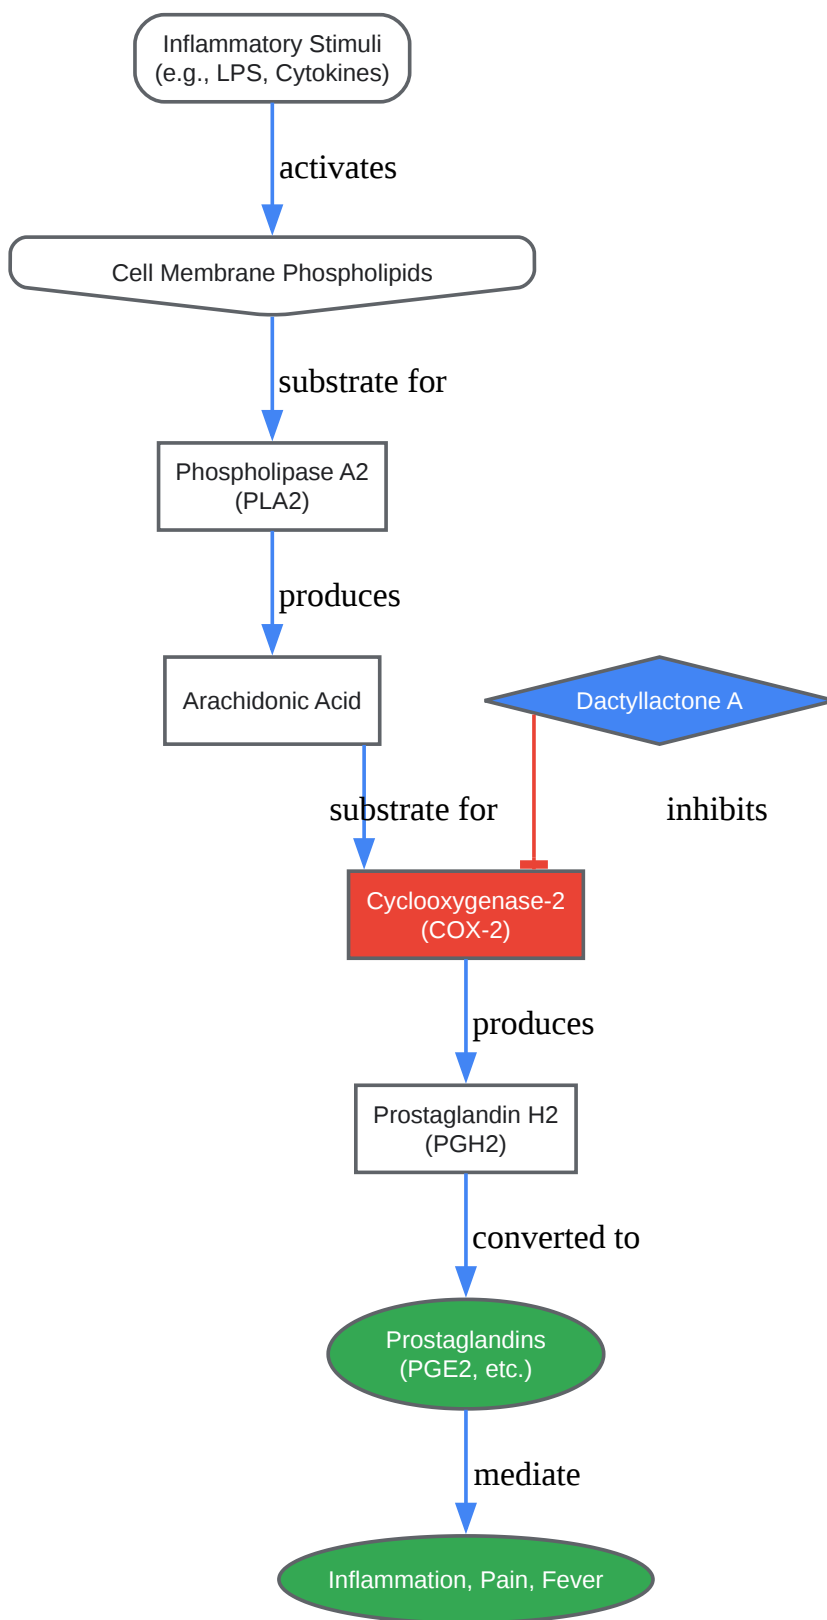 Inflammatory Stimuli
(e.g., LPS, Cytokines)
activates
Cell Membrane Phospholipids
substrate for
Phospholipase A2
(PLA2)
produces
Arachidonic Acid
Dactyllactone A
substrate for
inhibits
Cyclooxygenase-2
(COX-2)
produces
Prostaglandin H2
(PGH2)
converted to
Prostaglandins
(PGE2, etc.)
mediate
Inflammation, Pain, Fever